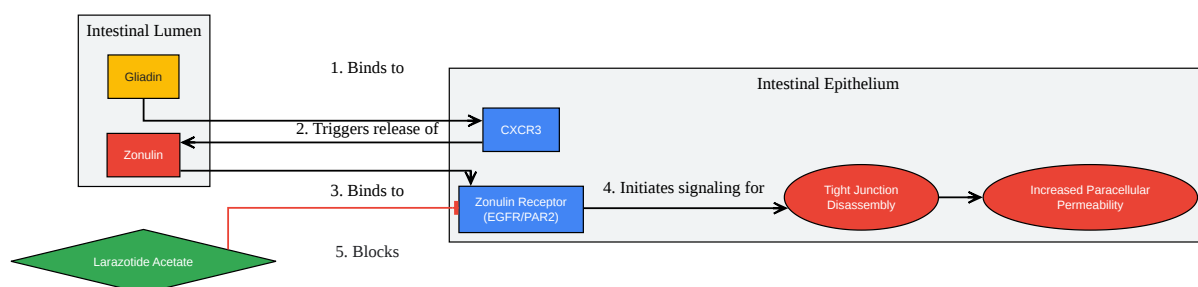 Intestinal Lumen
Gliadin
1. Binds to
Intestinal Epithelium
2. Triggers release of
CXCR3
Zonulin
3. Binds to
Zonulin Receptor
(EGFR/PAR2)
4. Initiates signaling for
Tight Junction
Disassembly
Increased Paracellular
Permeability
5. Blocks
Larazotide Acetate